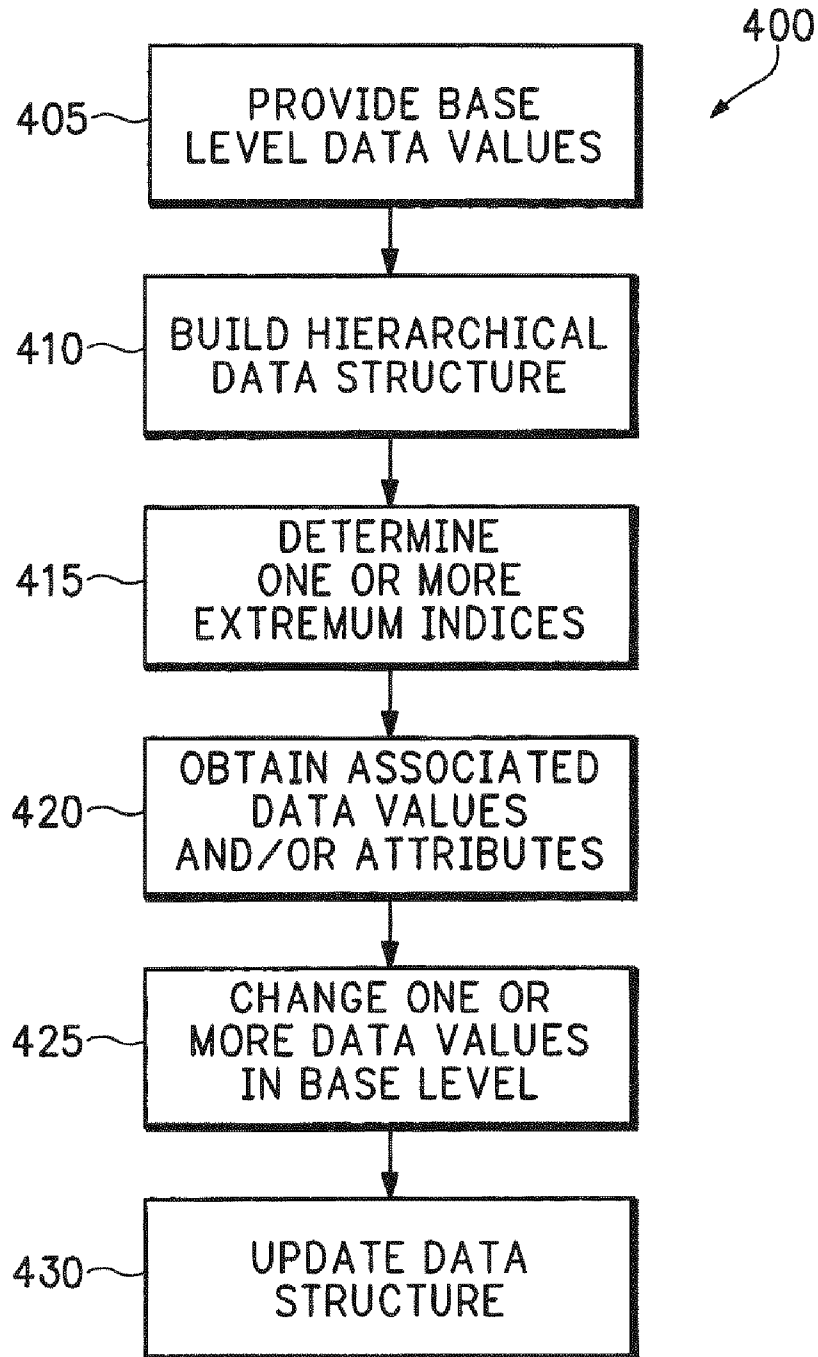 400
405
PROVIDE BASE
LEVEL DATA VALUES
410
BUILD HIERARCHICAL
DATA STRUCTURE
415
DETERMINE
ONE OR MORE
EXTREMUM INDICES
420
OBTAIN ASSOCIATED
DATA VALUES
AND/OR ATTRIBUTES
425
CHANGE ONE OR
MORE DATA VALUES
IN BASE LEVEL
430
UPDATE DATA
STRUCTURE